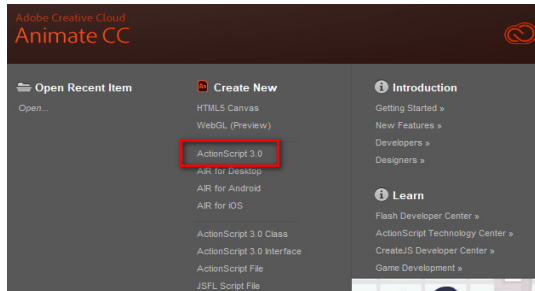 Adobe Creative Cloud
Animate CC
Open Recent Item
Open...
Create New
HTML5 Canvas
WebGL (Preview)
ActionScript 3.0
AIR for Desktop
AIR for Android
AIR for iOS
ActionScript 3.0 Class
ActionScript 3.0 Interface
ActionScript File
JSFL Script File
Introduction
Getting Started »
New Features »
Developers »
Designers »
Learn
Flash Developer Center »
ActionScript Technology Center »
CreateJS Developer Center »
Game Development »